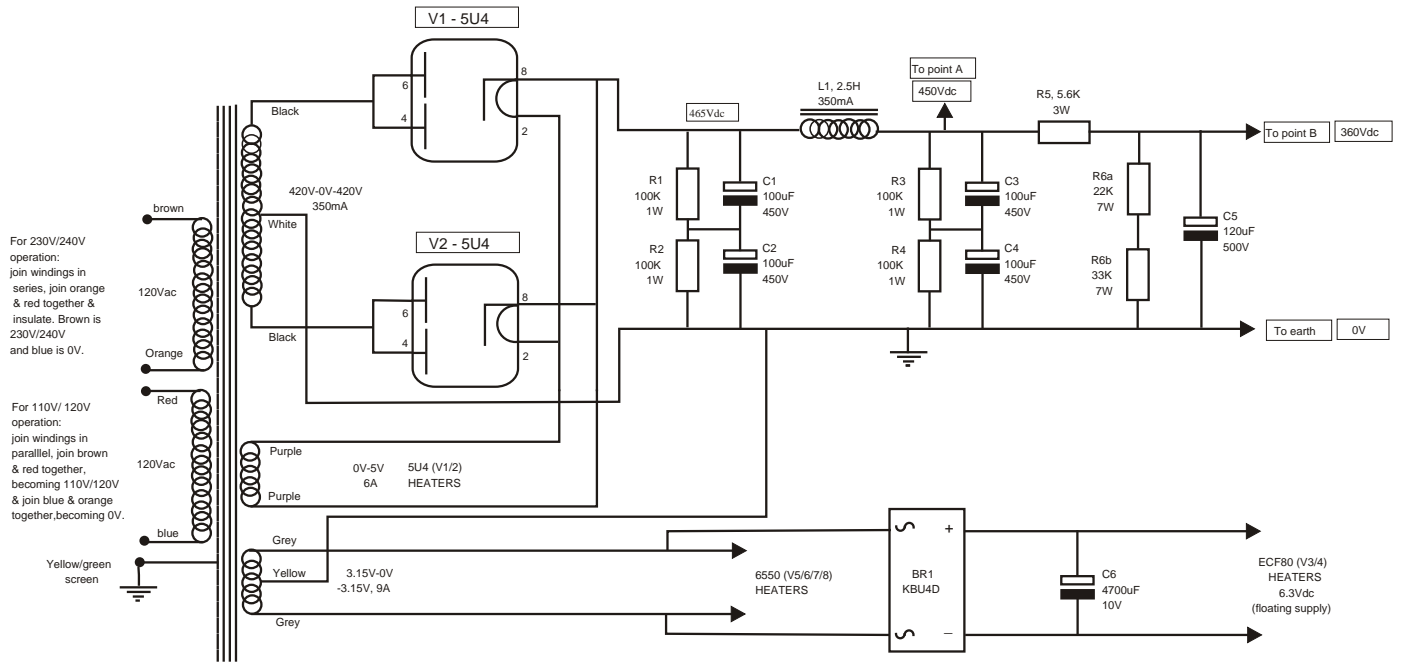 V1 - 5U4
6
4
8
2
Black
420V-0V-420V
350mA
White
Black
V2 - 5U4
6
4
8
2
465Vdc
L1, 2.5H
350mA
To point A
450Vdc
R5, 5.6K
3W
To point B
360Vdc
R1
100K
1W
C1
100uF
450V
R2
100K
1W
C2
100uF
450V
R3
100K
1W
C3
100uF
450V
R4
100K
1W
C4
100uF
450V
R6a
22K
7W
R6b
33K
7W
C5
120uF
500V
To earth
0V
brown
For 230V/240V
operation:
join windings in
series, join orange
& red together &
insulate. Brown is
230V/240V
and blue is 0V.
120Vac
Orange
Red
For 110V/ 120V
operation:
join windings in
paralllel, join brown
& red together,
becoming 110V/120V
& join blue & orange
together,becoming 0V.
120Vac
blue
Yellow/green
screen
Purple
0V-5V
6A
5U4 (V1/2)
HEATERS
Purple
Grey
Yellow
3.15V-0V
-3.15V, 9A
Grey
6550 (V5/6/7/8)
HEATERS
BR1
KBU4D
+
–
C6
4700uF
10V
ECF80 (V3/4)
HEATERS
6.3Vdc
(floating supply)